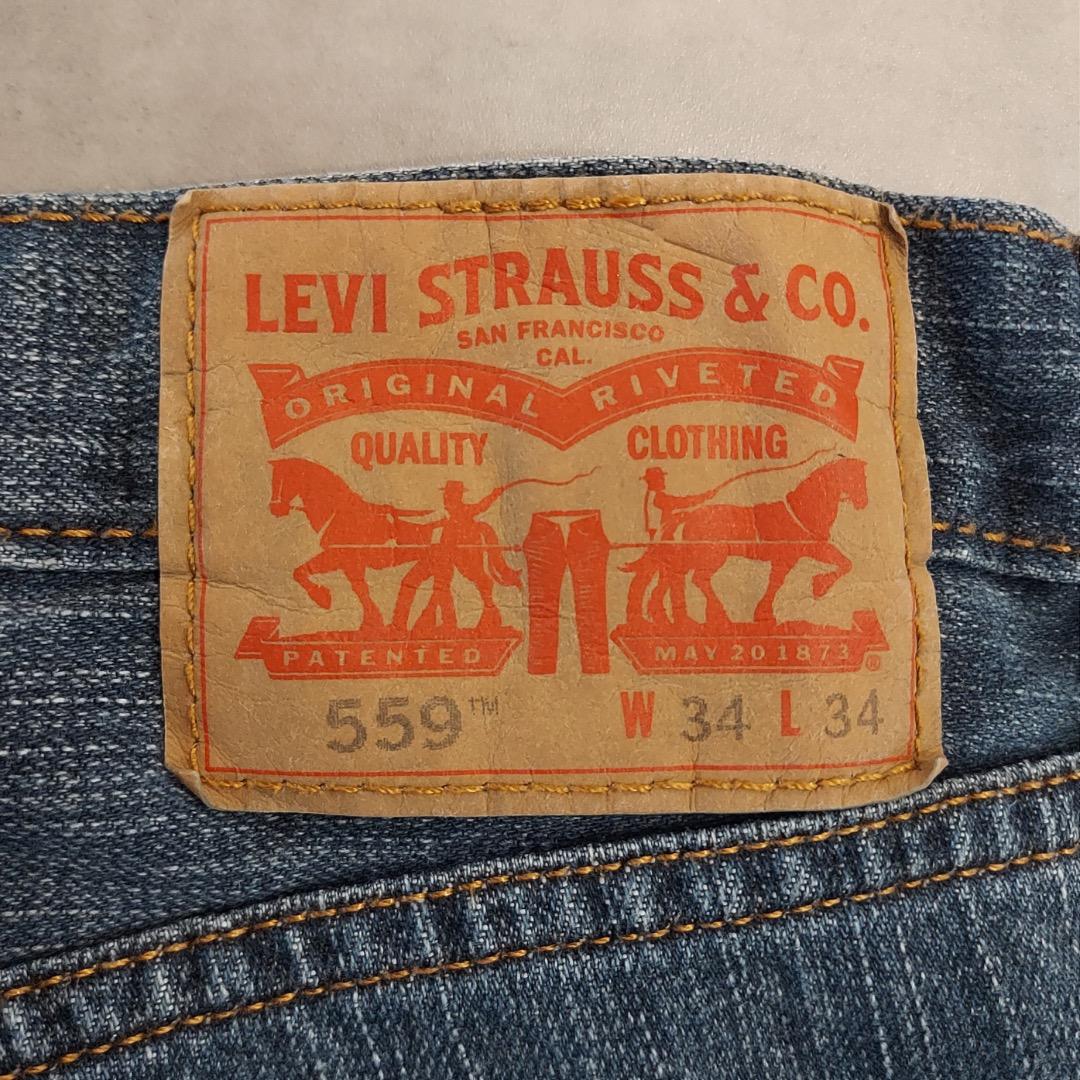 LEVI STRAUSS & CO.
SAN FRANCISCO
CAL.
ORIGINAL RIVETED
QUALITY CLOTHING
PATENTED MAY 20 1873 ®
559™ W 34 L 34